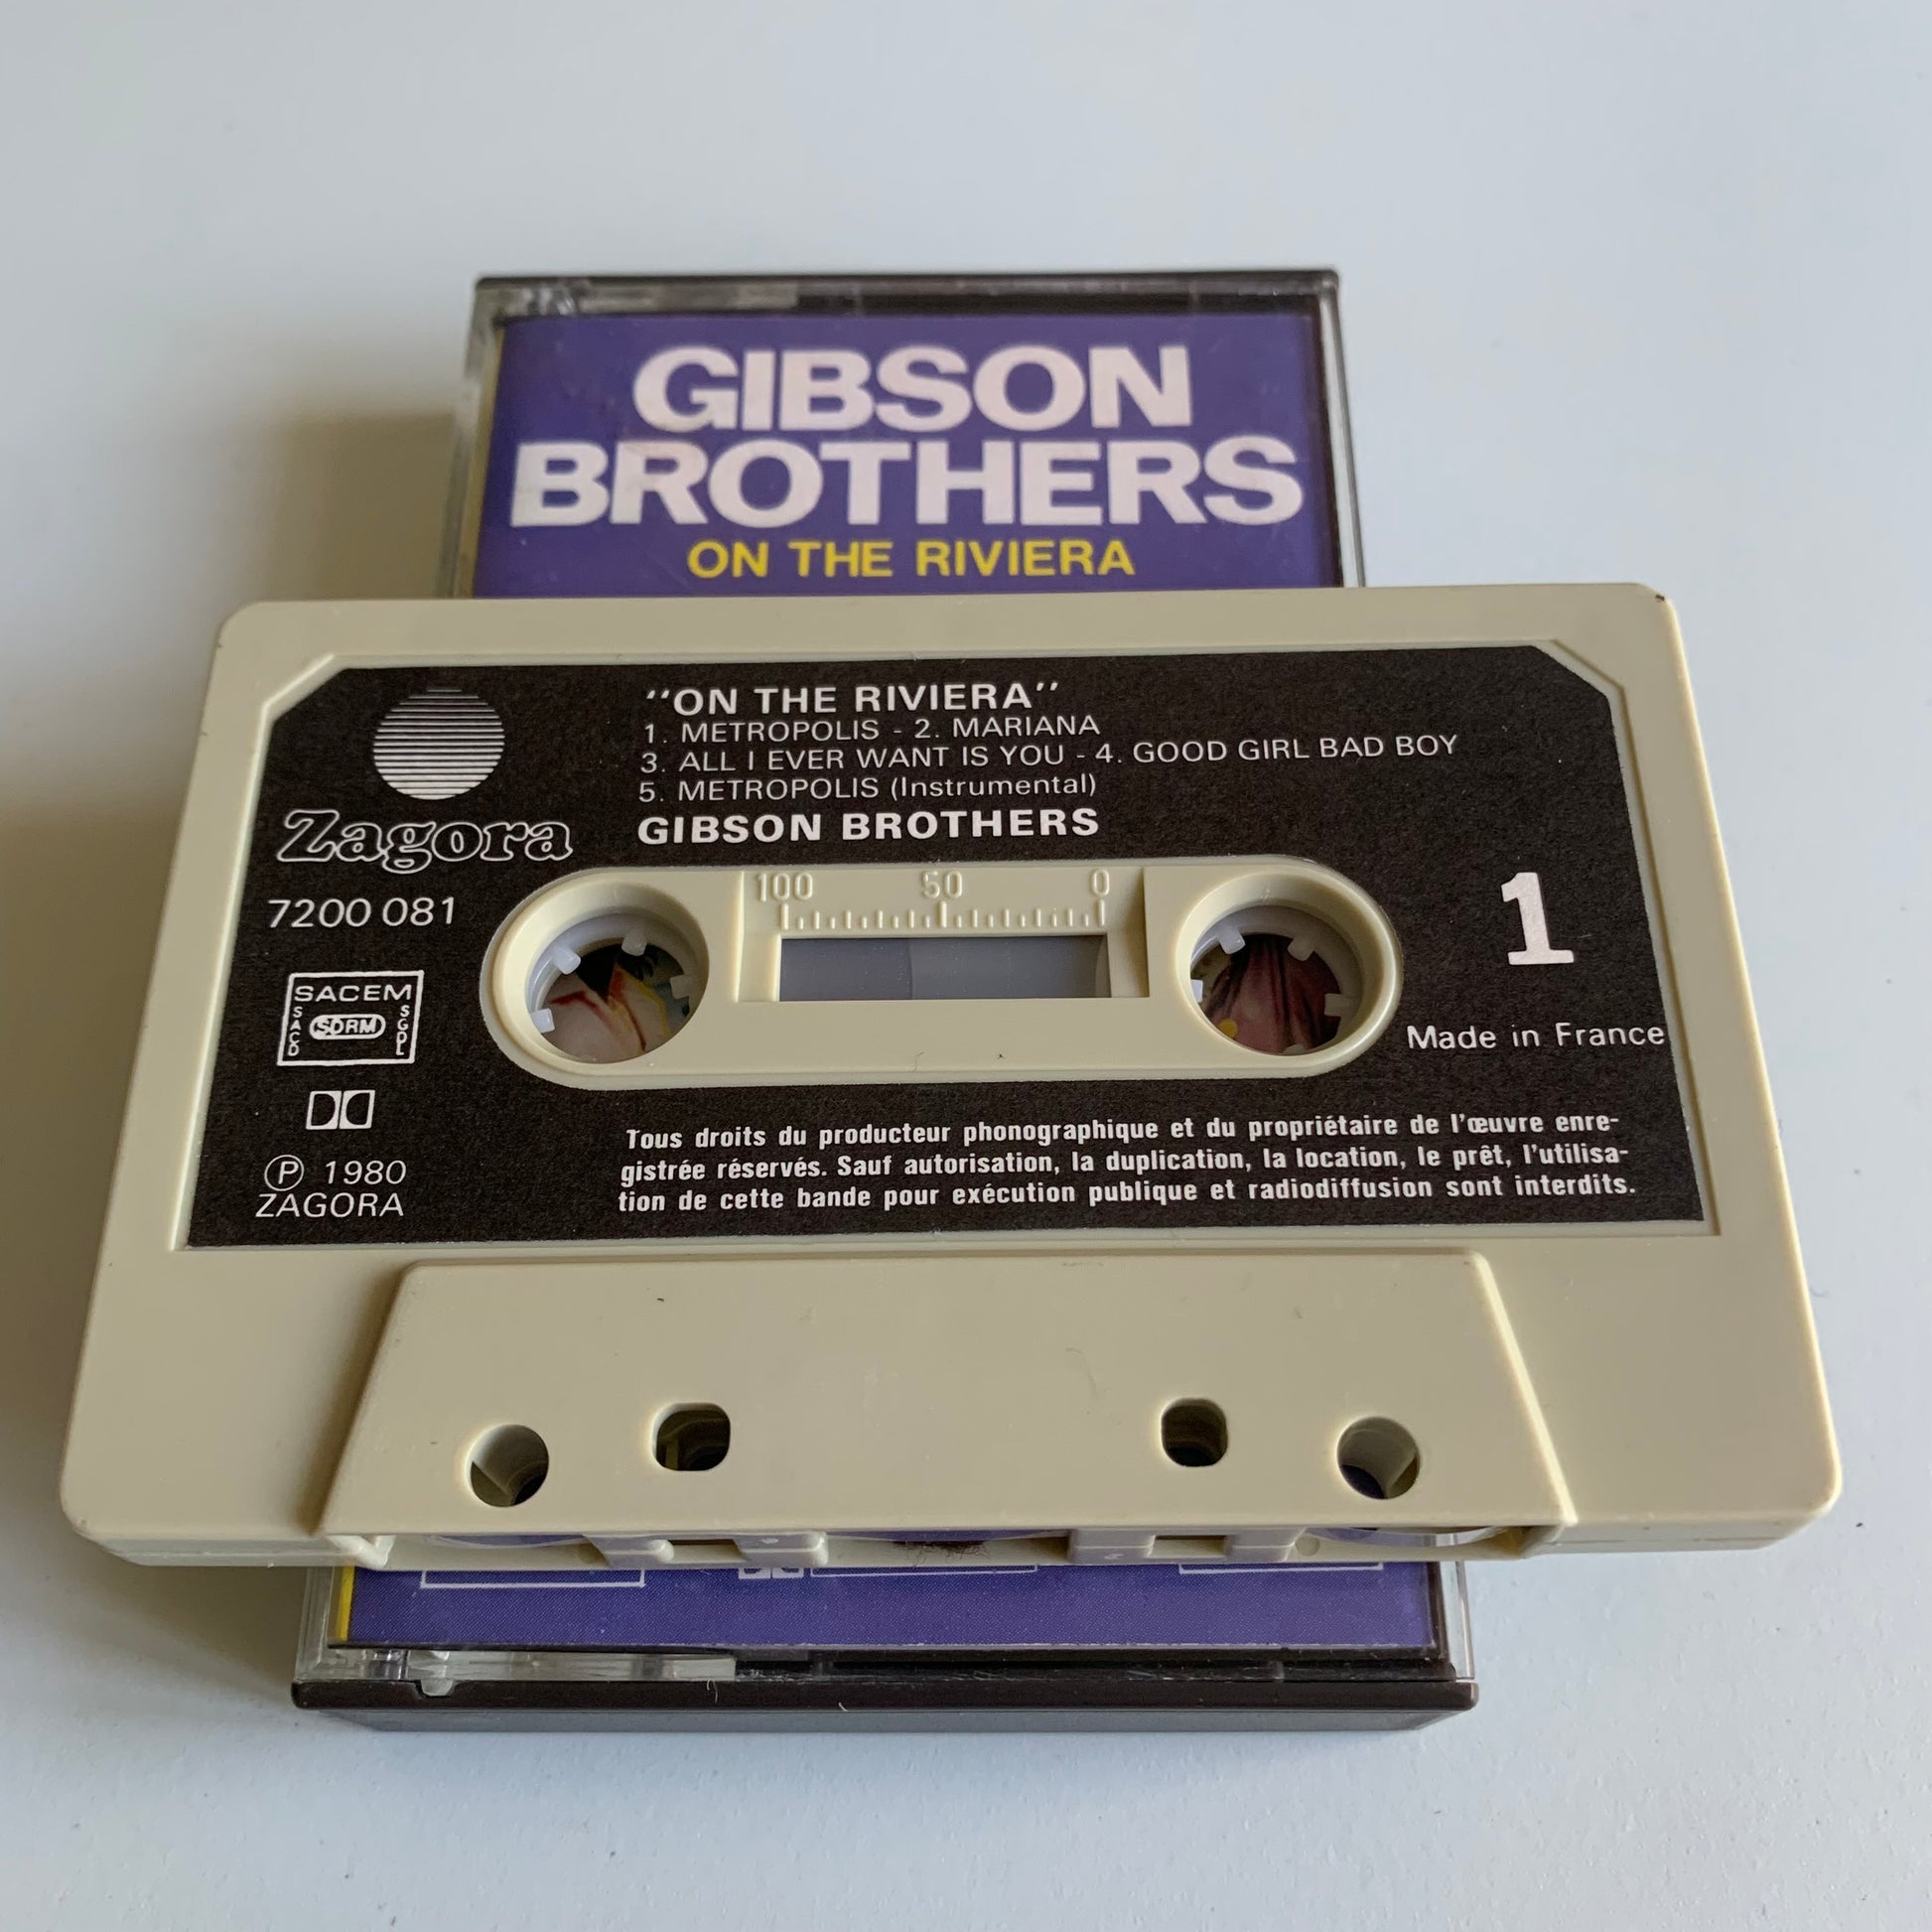 GIBSON
BROTHERS
ON THE RIVIERA
"ON THE RIVIERA"
1. METROPOLIS - 2. MARIANA
3. ALL I EVER WANT IS YOU - 4. GOOD GIRL BAD BOY
5. METROPOLIS (Instrumental)
GIBSON BROTHERS
Zagora
7200 081
100 50 0
1
SACEM
SACD
SDRM
SGDL
Made in France
Ⓟ 1980
ZAGORA
Tous droits du producteur phonographique et du propriétaire de l'œuvre enre-
gistrée réservés. Sauf autorisation, la duplication, la location, le prêt, l'utilisa-
tion de cette bande pour exécution publique et radiodiffusion sont interdits.